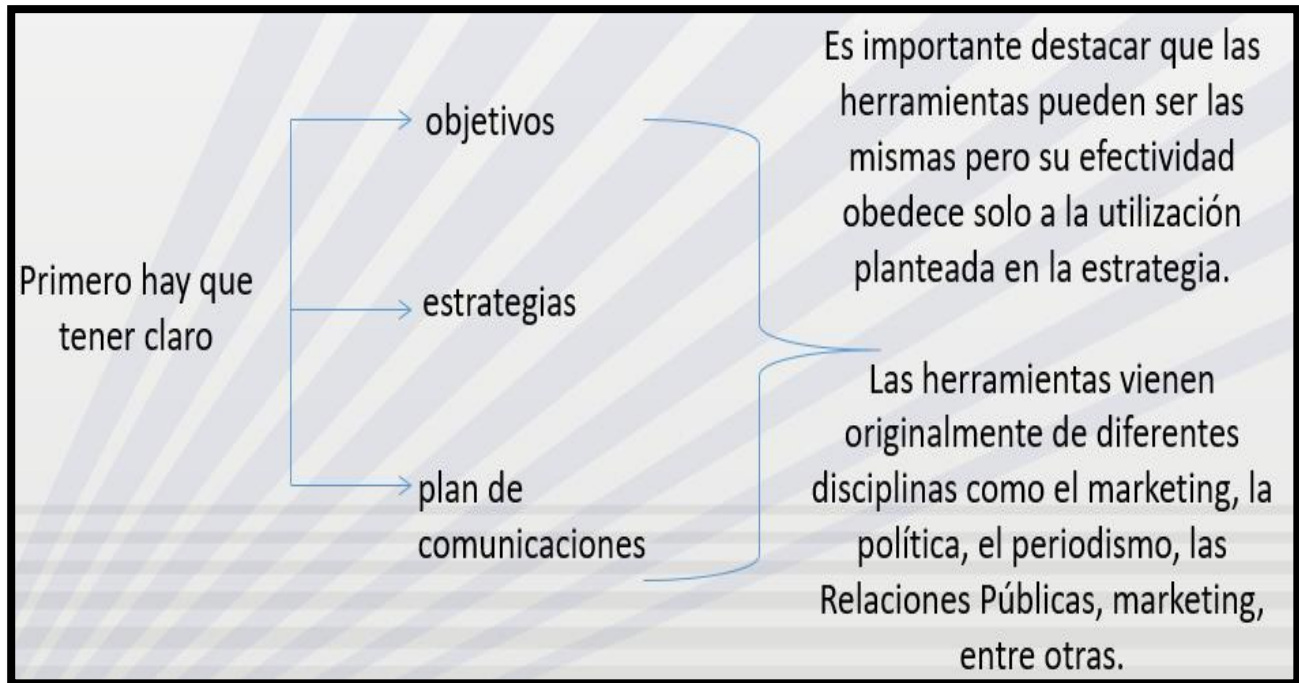 Primero hay que
tener claro
objetivos
estrategias
plan de
comunicaciones
Es importante destacar que las
herramientas pueden ser las
mismas pero su efectividad
obedece solo a la utilización
planteada en la estrategia.
Las herramientas vienen
originalmente de diferentes
disciplinas como el marketing, la
política, el periodismo, las
Relaciones Públicas, marketing,
entre otras.